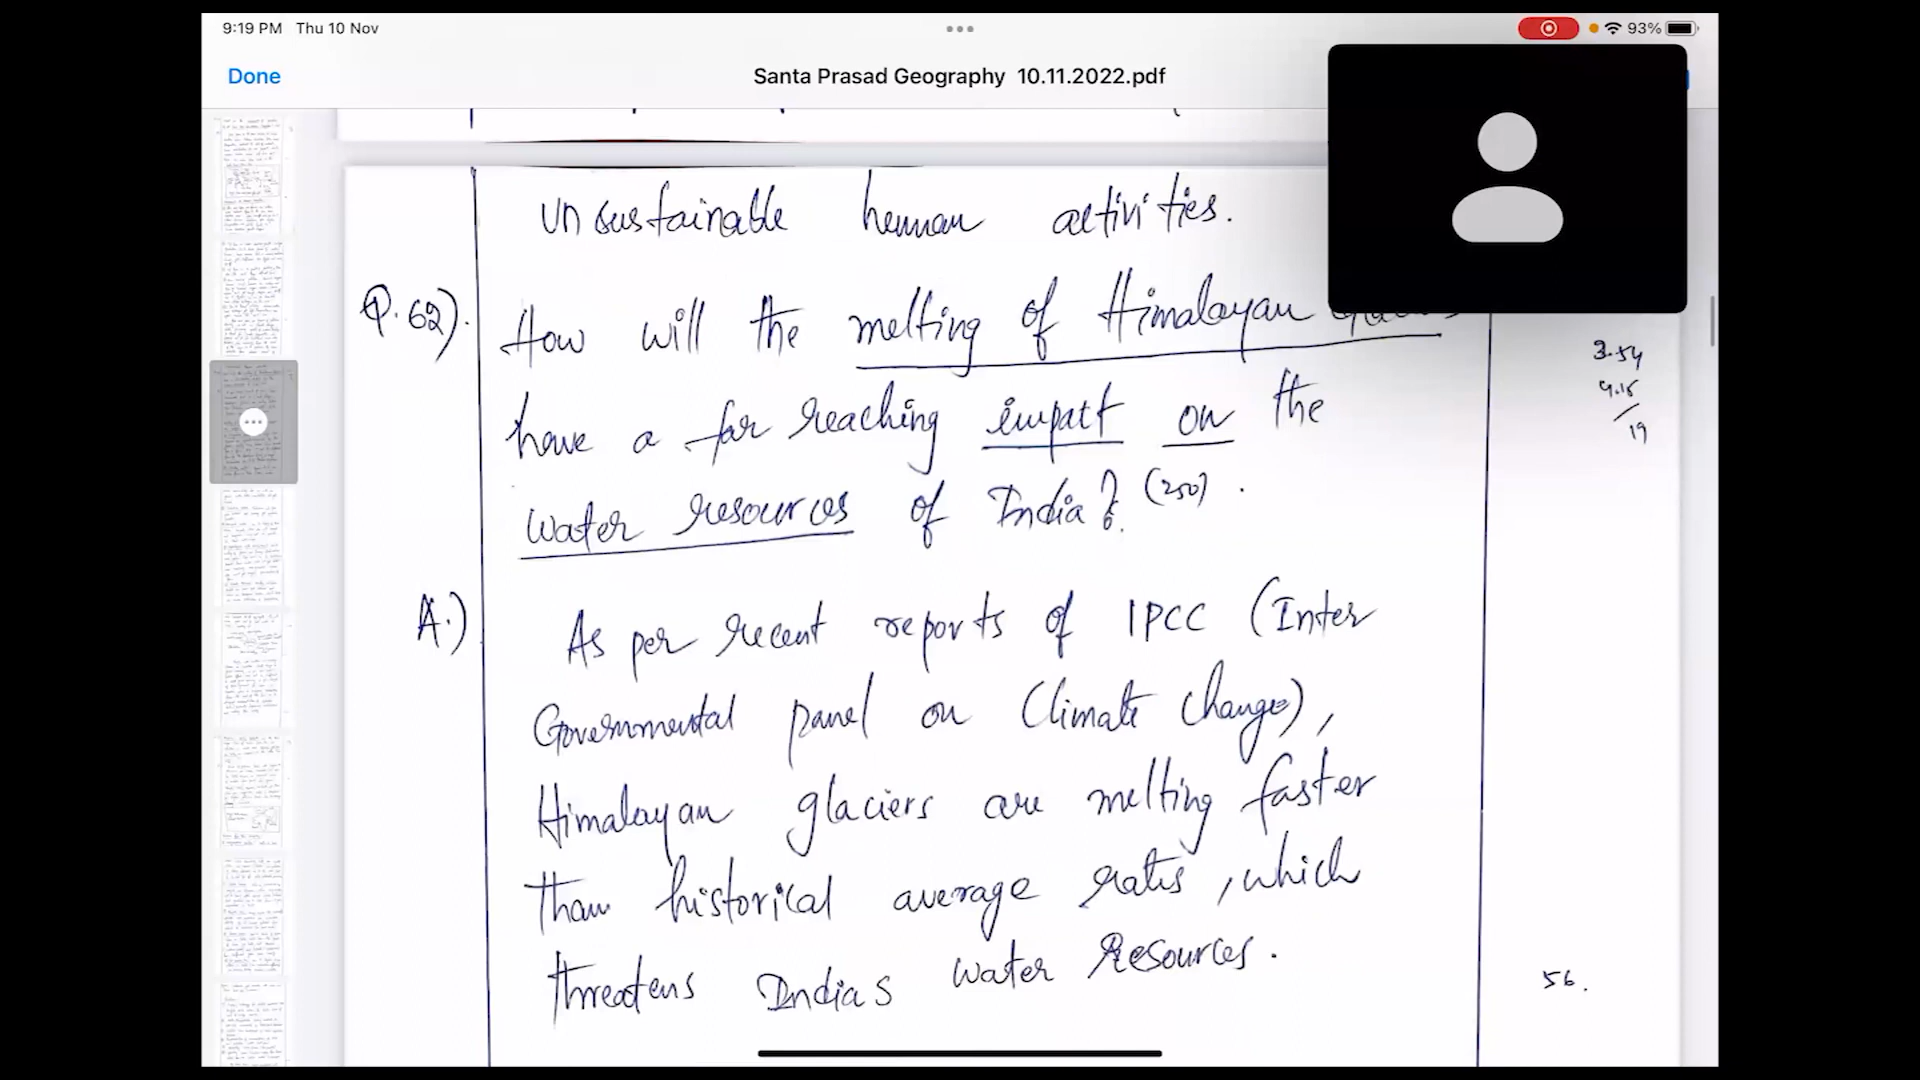 9:19 PM Thu 10 Nov
93%
Done
Santa Prasad Geography 10.11.2022.pdf
Unsustainable human activities.
Q.62). How will the melting of Himalayan
have a far reaching impact on the
water resources of India? (250).
3.54
4.15
19
A.) As per recent reports of IPCC (Inter
Governmental panel on Climate Change),
Himalayan glaciers are melting faster
than historical average rates, which
threatens Indias water Resources.
56.